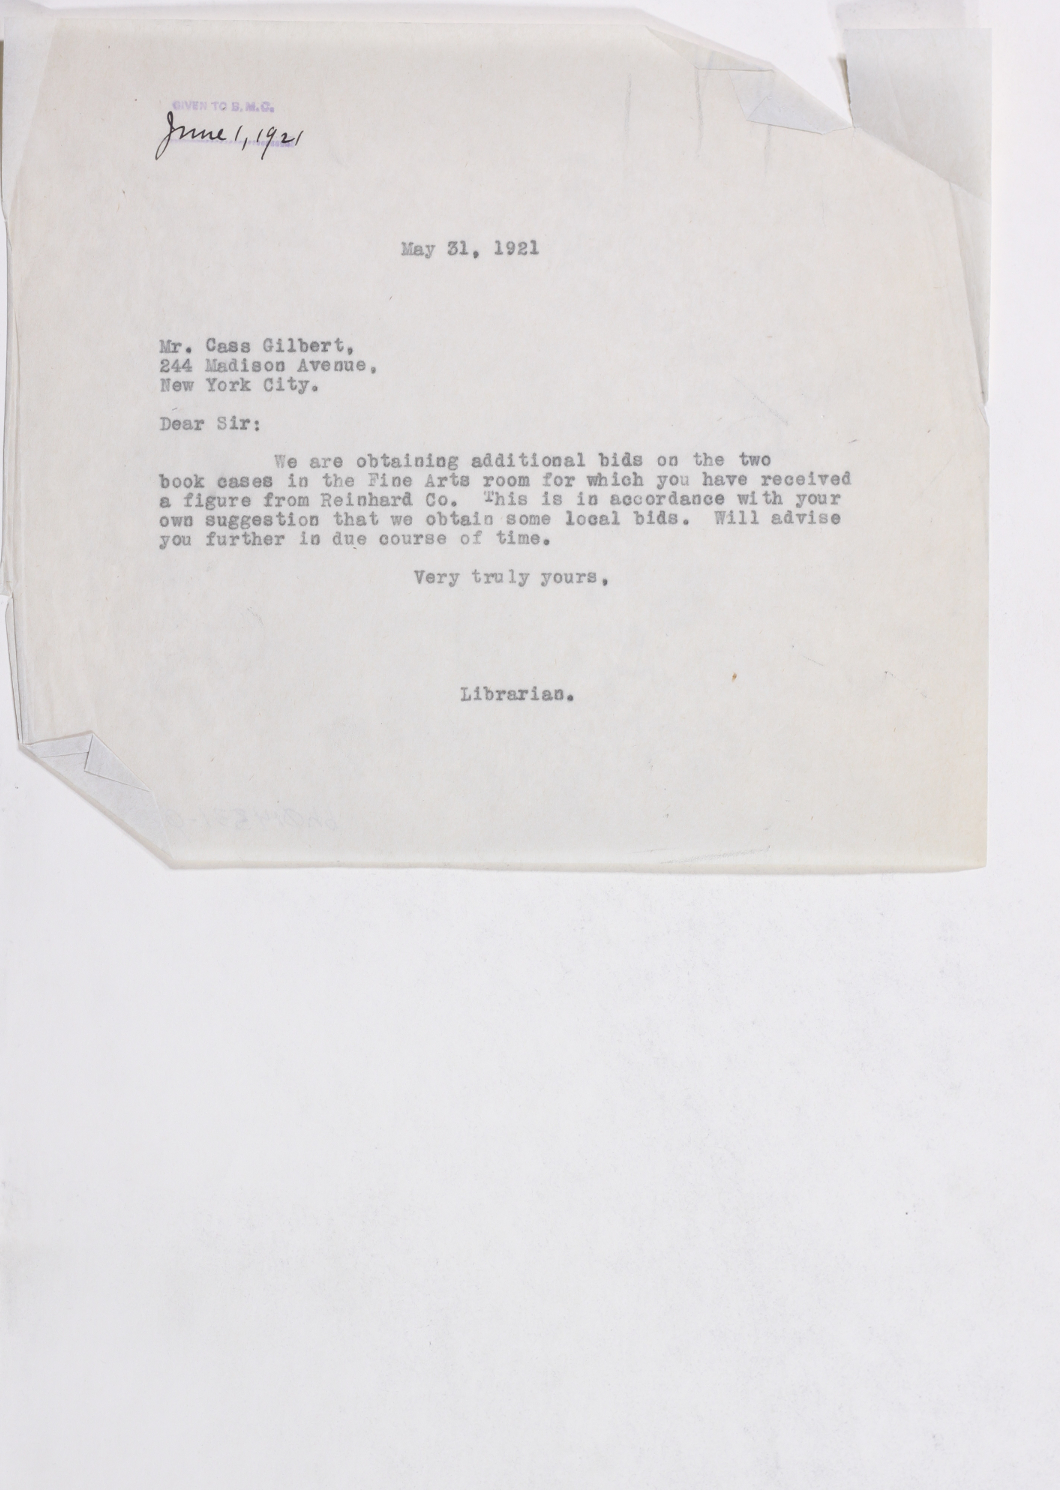 GIVEN TO B.M.C.
June 1, 1921
May 31, 1921
Mr. Cass Gilbert,
244 Madison Avenue,
New York City.
Dear Sir:
We are obtaining additional bids on the two
book cases in the Fine Arts room for which you have received
a figure from Reinhard Co. This is in accordance with your
own suggestion that we obtain some local bids. Will advise
you further in due course of time.
Very truly yours,
Librarian.